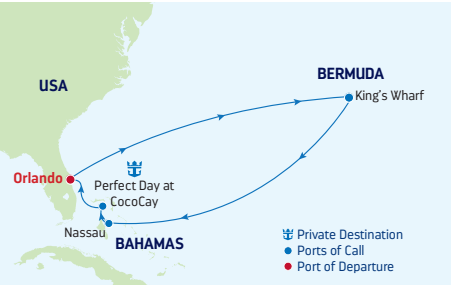 BERMUDA
USA
King's Wharf
Orlando
Perfect Day at
CocoCay
Nassau
BAHAMAS
Private Destination
Ports of Call
Port of Departure